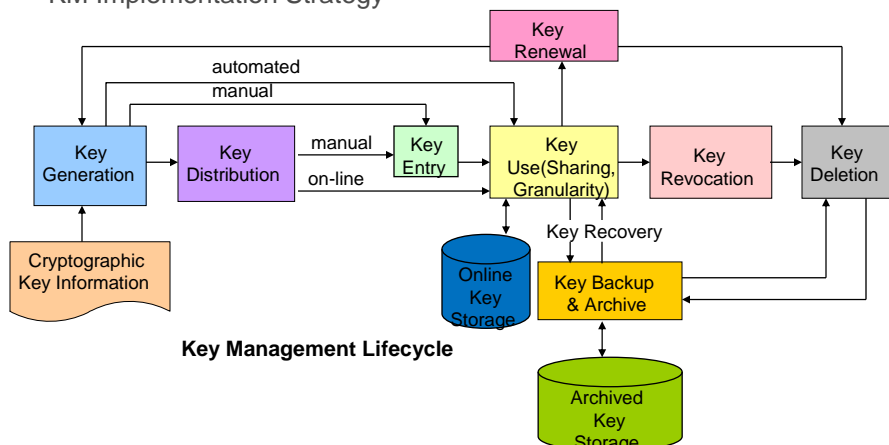 KM Implementation Strategy
Key
Renewal
automated
manual
Key
Generation
Key
Distribution
manual
on-line
Key
Entry
Key
Use(Sharing,
Granularity)
Key
Revocation
Key
Deletion
Cryptographic
Key Information
Key Recovery
Online
Key
Storage
Key Backup
& Archive
Key Management Lifecycle
Archived
Key
Storage